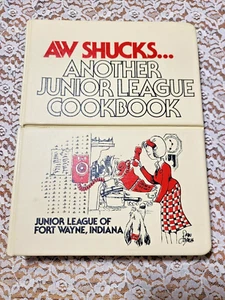 AW SHUCKS...
ANOTHER
JUNIOR LEAGUE
COOKBOOK
JUNIOR LEAGUE OF
FORT WAYNE, INDIANA